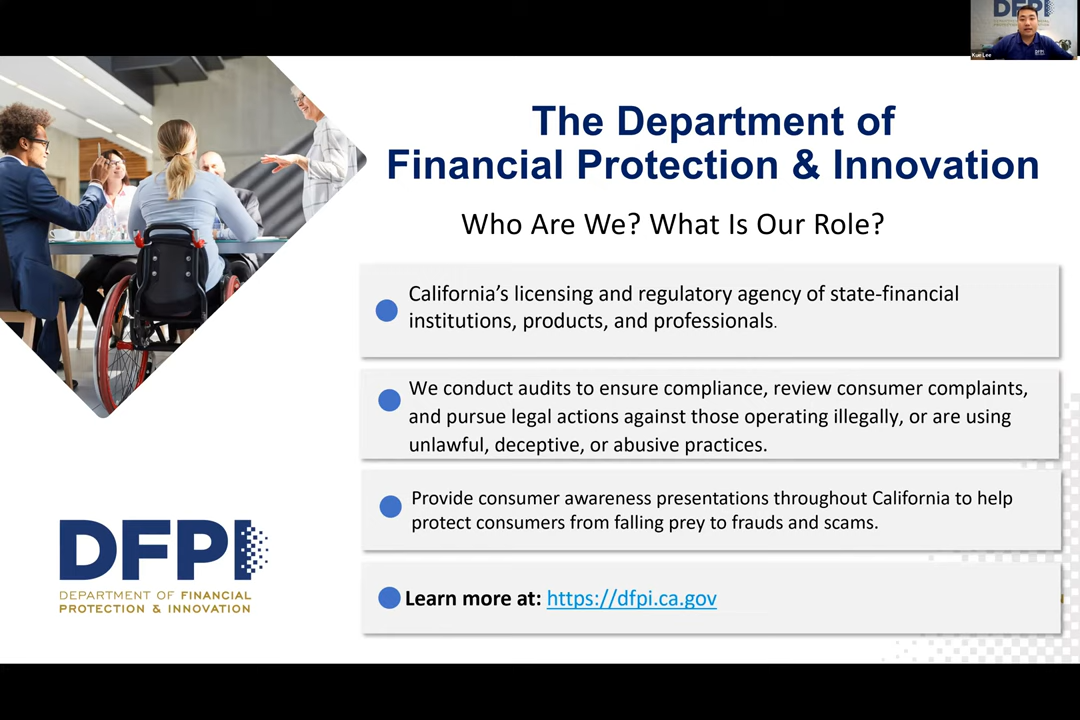 DFPI
Kue Lee
The Department of
Financial Protection & Innovation
Who Are We? What Is Our Role?
California’s licensing and regulatory agency of state-financial
institutions, products, and professionals.
We conduct audits to ensure compliance, review consumer complaints,
and pursue legal actions against those operating illegally, or are using
unlawful, deceptive, or abusive practices.
Provide consumer awareness presentations throughout California to help
protect consumers from falling prey to frauds and scams.
Learn more at: https://dfpi.ca.gov
DFPI
DEPARTMENT OF FINANCIAL
PROTECTION & INNOVATION